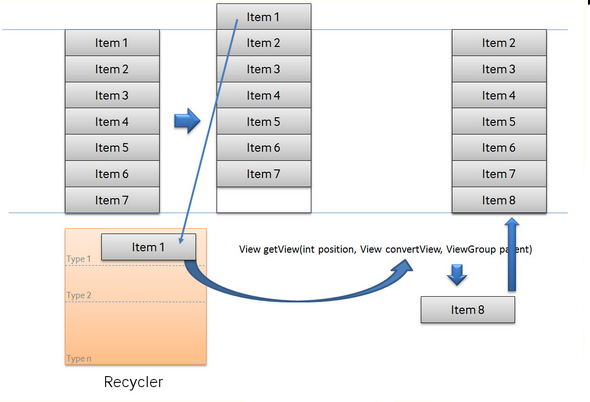 Item 1
Item 2
Item 3
Item 4
Item 5
Item 6
Item 7
Item 1
Item 2
Item 3
Item 4
Item 5
Item 6
Item 7
Item 2
Item 3
Item 4
Item 5
Item 6
Item 7
Item 8
Item 1
Type 1
Type 2
Type n
Recycler
View getView(int position, View convertView, ViewGroup parent)
Item 8